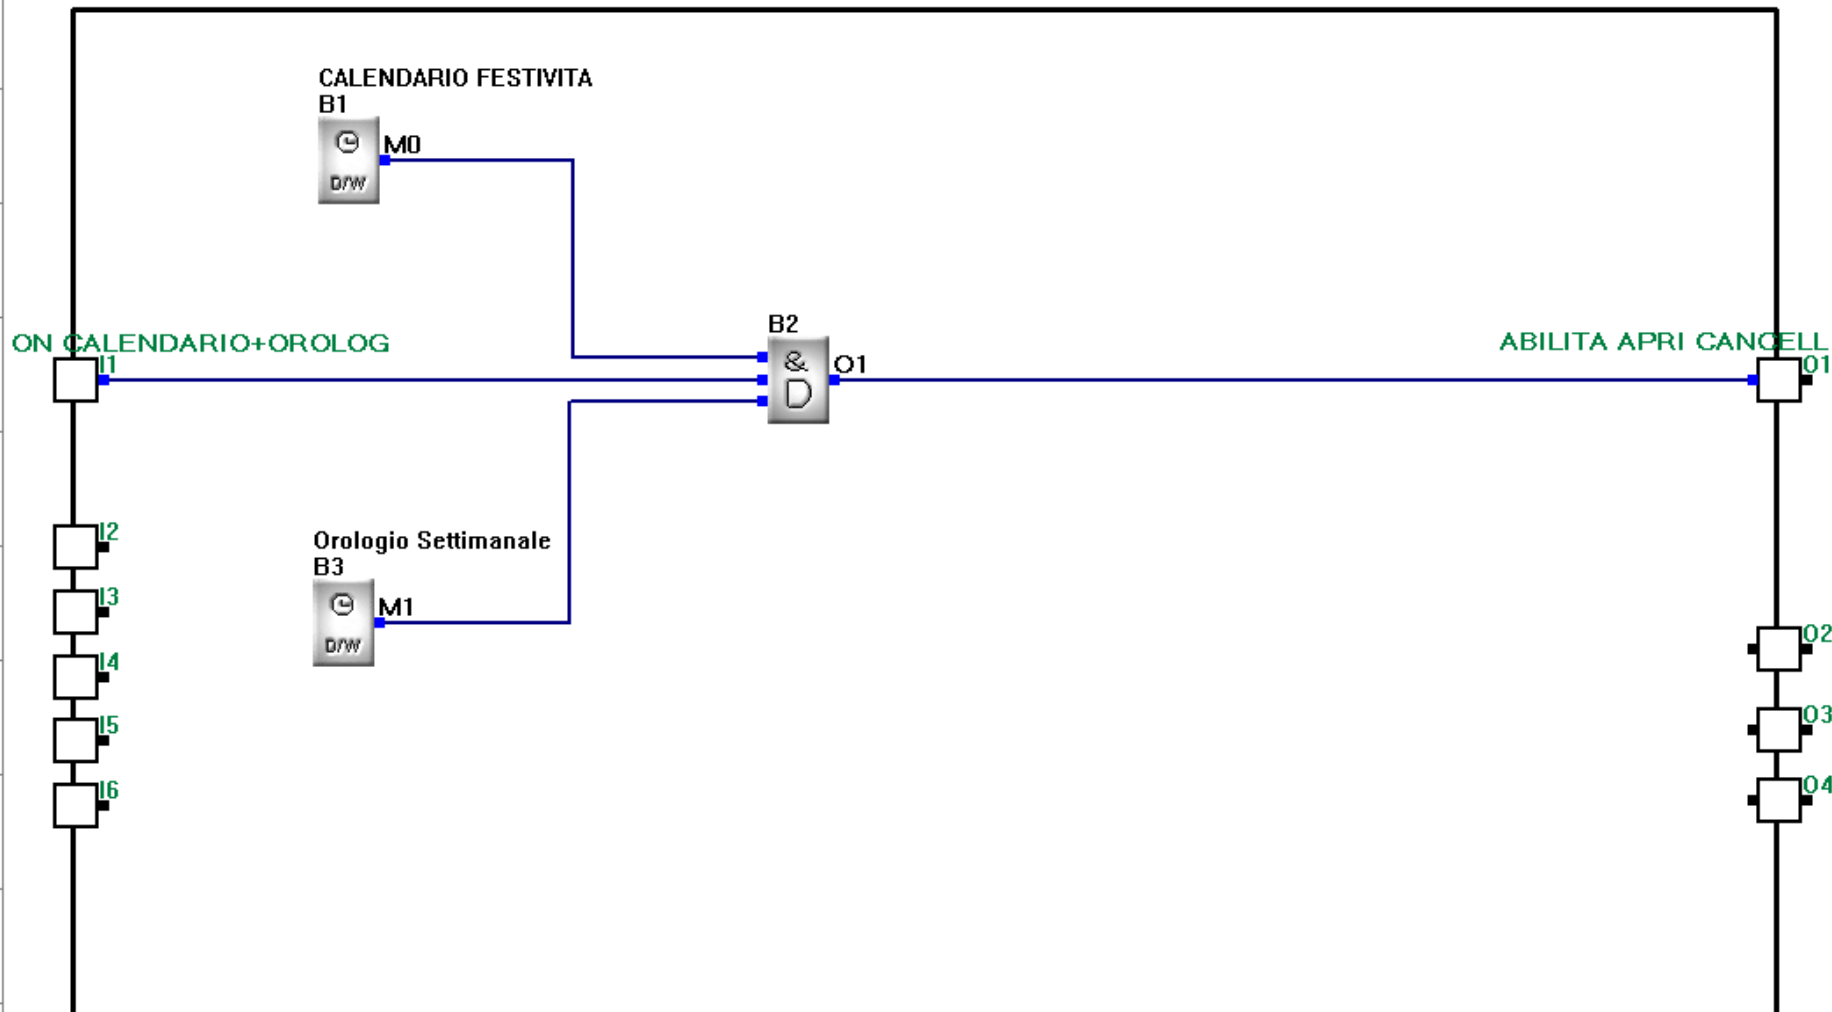 CALENDARIO FESTIVITA
B1
M0
D/W
ON CALENDARIO+OROLOG
I1
B2
&
D
O1
ABILITA APRI CANCELL
O1
I2
Orologio Settimanale
B3
M1
D/W
I3
I4
I5
I6
O2
O3
O4